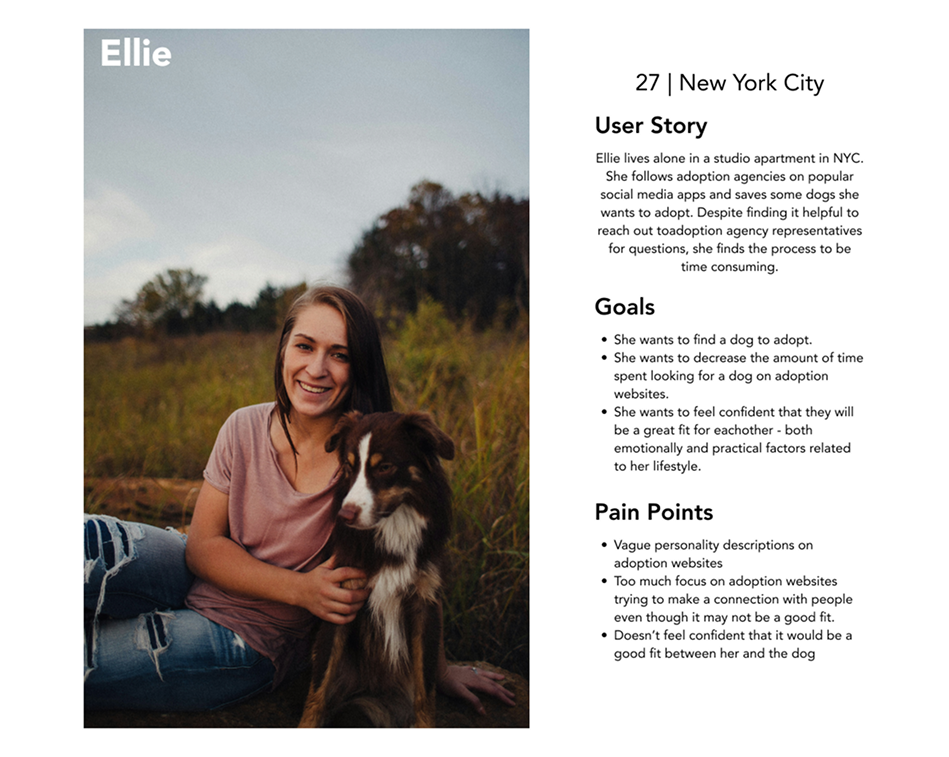 Ellie
27 | New York City
User Story
Ellie lives alone in a studio apartment in NYC.
She follows adoption agencies on popular
social media apps and saves some dogs she
wants to adopt. Despite finding it helpful to
reach out toadoption agency representatives
for questions, she finds the process to be
time consuming.
Goals
• She wants to find a dog to adopt.
• She wants to decrease the amount of time
spent looking for a dog on adoption
websites.
• She wants to feel confident that they will
be a great fit for eachother - both
emotionally and practical factors related
to her lifestyle.
Pain Points
• Vague personality descriptions on
adoption websites
• Too much focus on adoption websites
trying to make a connection with people
even though it may not be a good fit.
• Doesn’t feel confident that it would be a
good fit between her and the dog